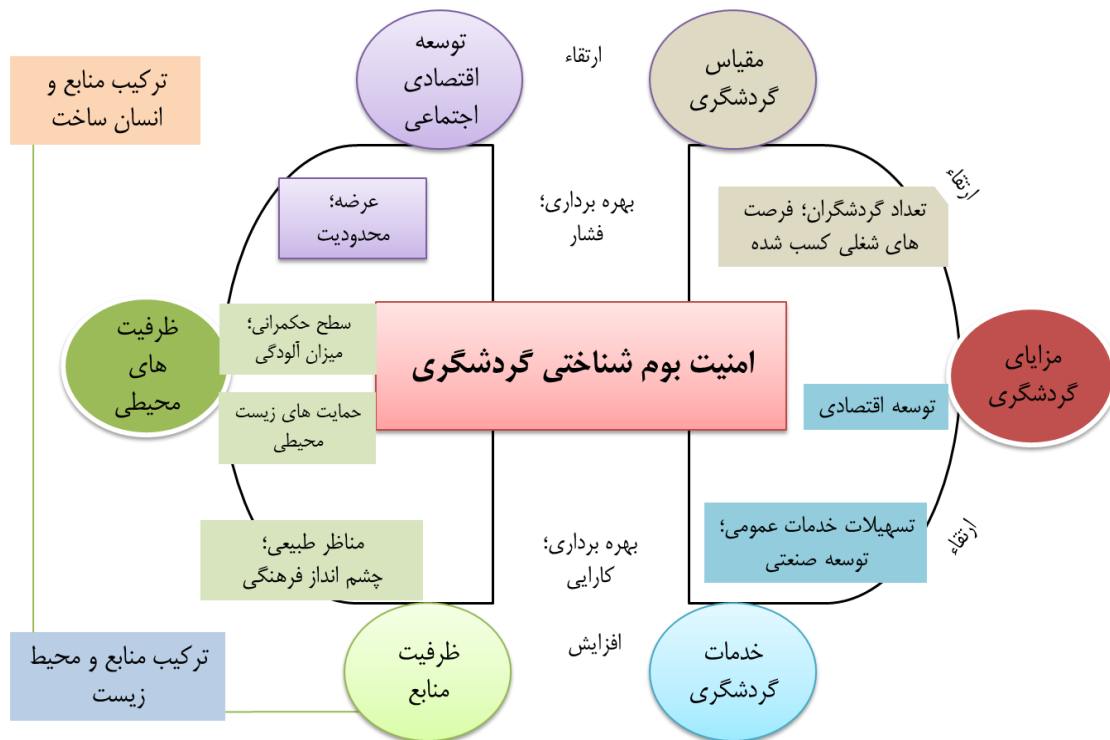 توسعه
اقتصادی
اجتماعی
ارتقاء
مقیاس
گردشگری
ترکیب منابع و
انسان ساخت
ارتقاء
عرضه؛
محدودیت
بهره برداری؛
فشار
تعداد گردشگران؛ فرصت
های شغلی کسب شده
ظرفیت
های
محیطی
سطح حکمرانی؛
میزان آلودگی
امنیت بوم شناختی گردشگری
مزایای
گردشگری
حمایت های زیست
محیطی
توسعه اقتصادی
مناظر طبیعی؛
چشم انداز فرهنگی
بهره برداری؛
کارایی
تسهیلات خدمات عمومی؛
توسعه صنعتی
ارتقاء
ترکیب منابع و محیط
زیست
ظرفیت
منابع
افزایش
خدمات
گردشگری